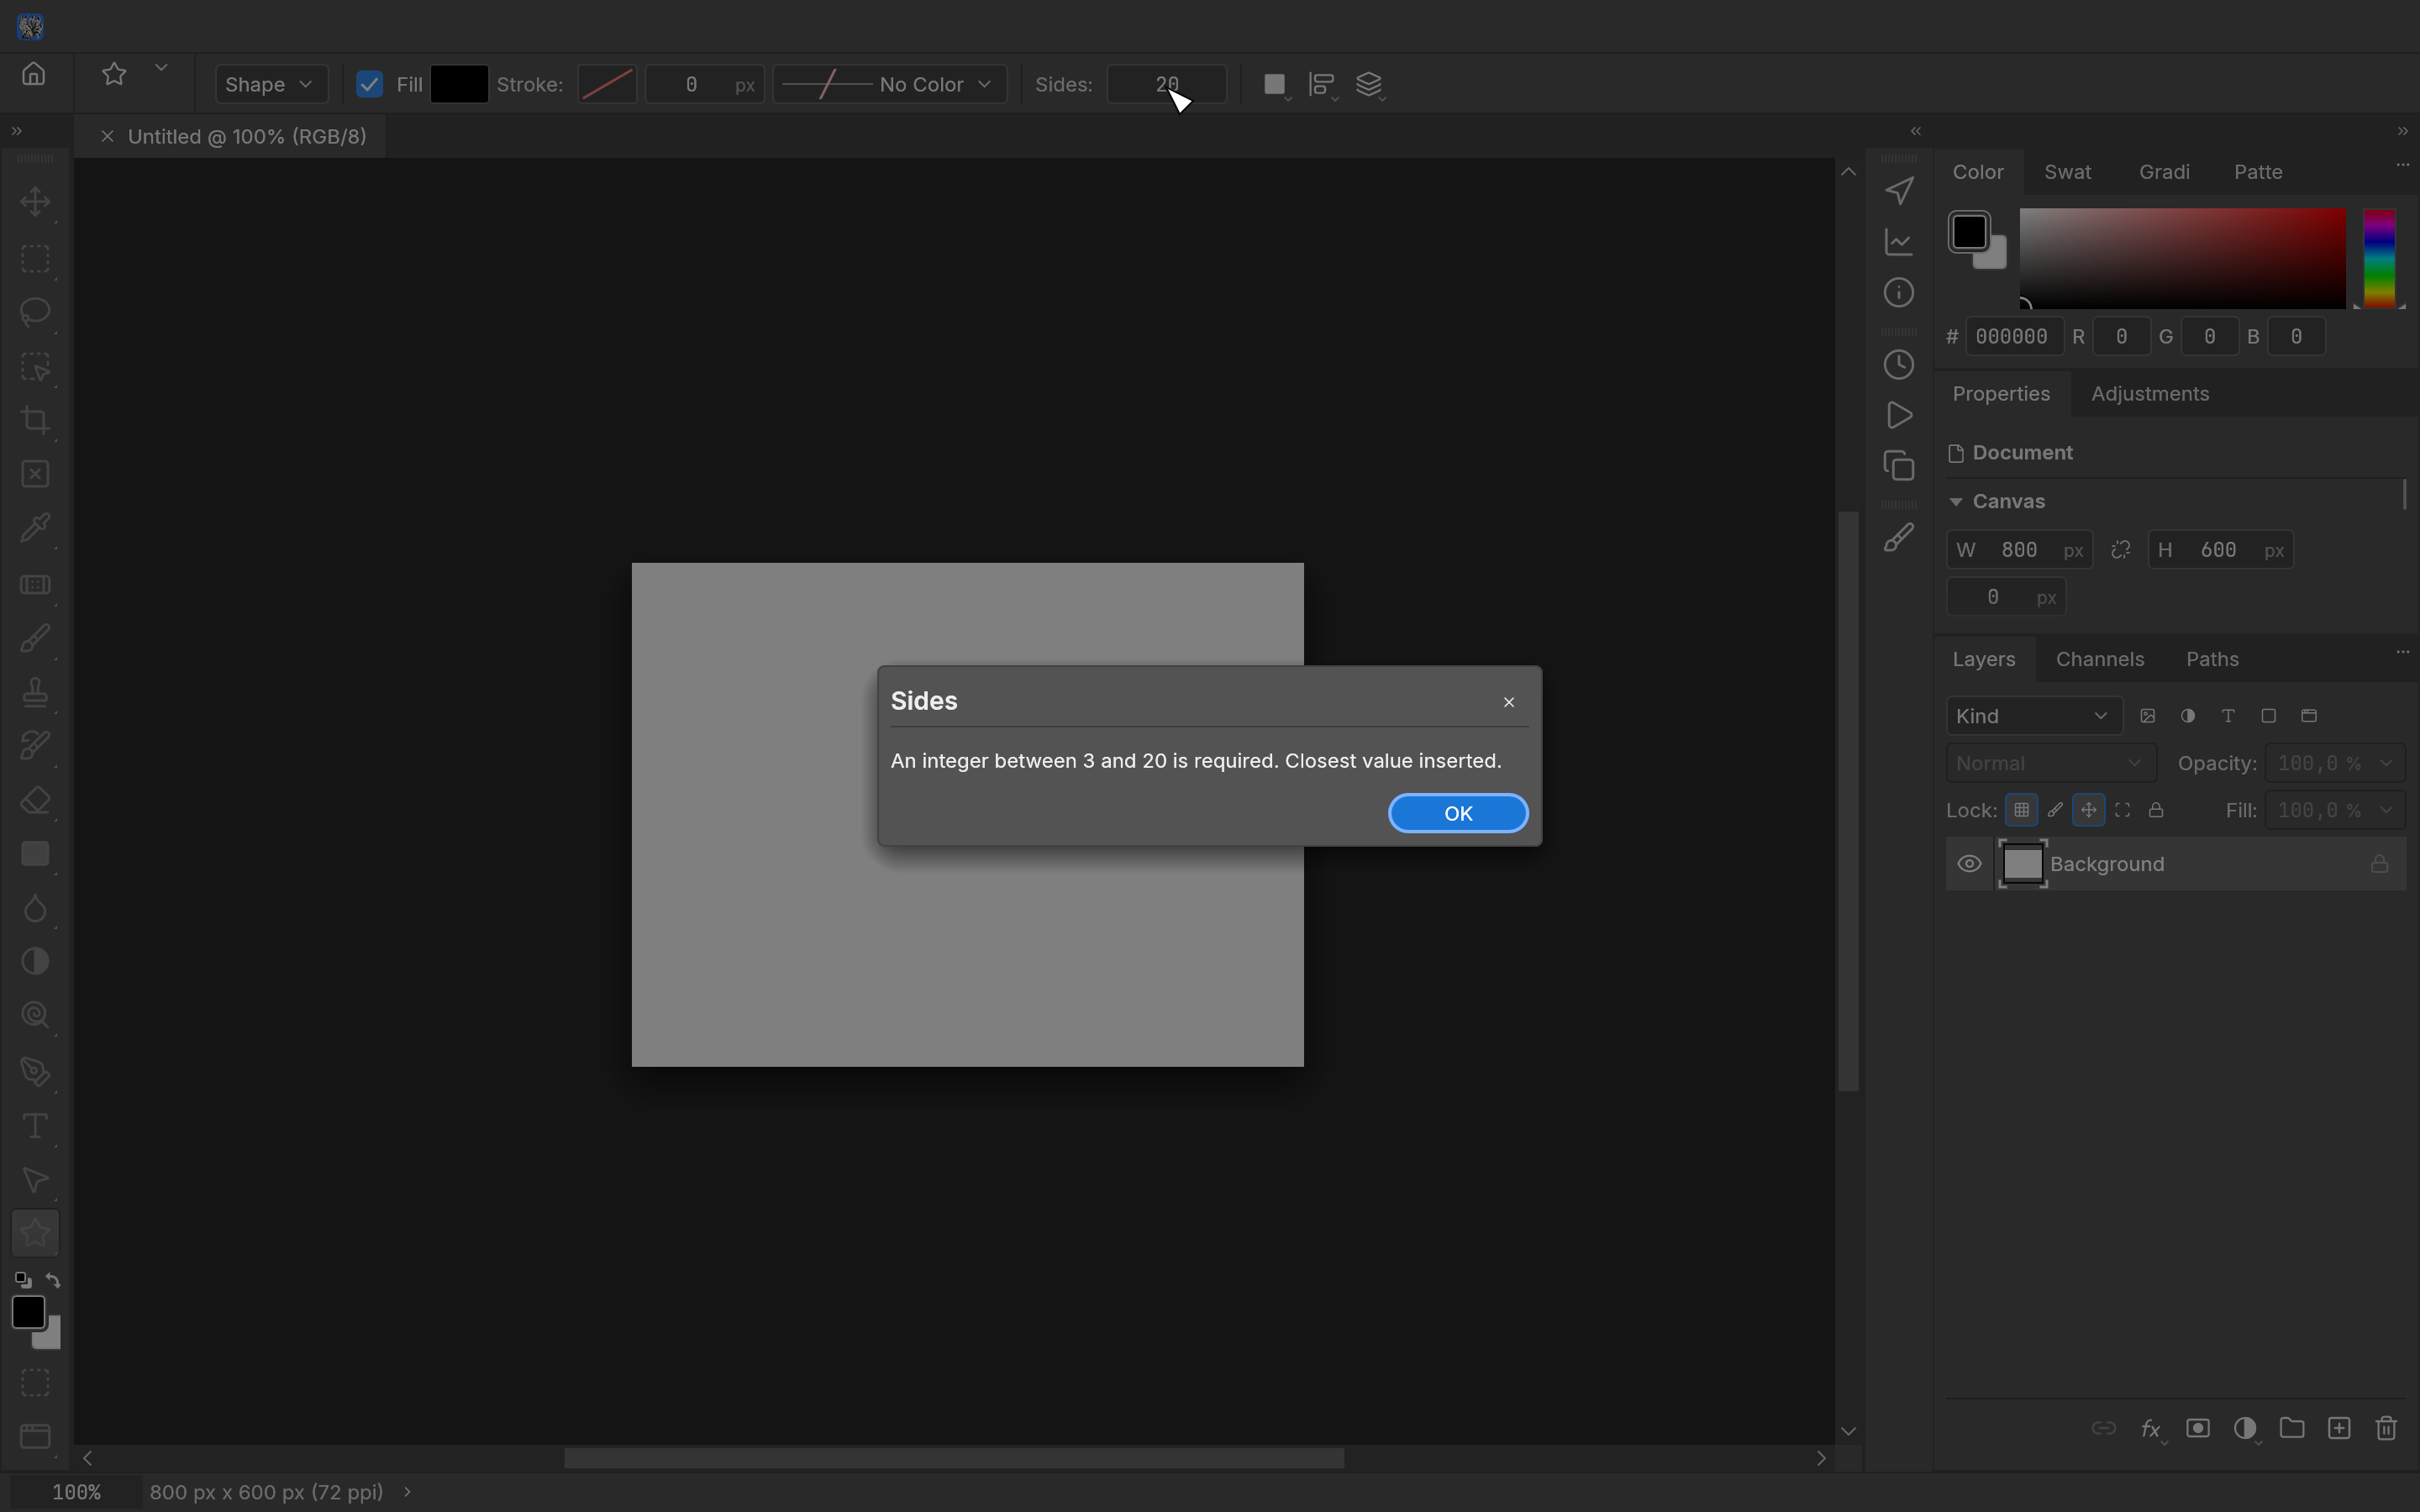 Shape
Fill
Stroke:
0 px
No Color
Sides:
20
Untitled @ 100% (RGB/8)
Color Swat Gradi Patte
# 000000 R 0 G 0 B 0
Properties Adjustments
Document
Canvas
W 800 px H 600 px
0 px
Sides
An integer between 3 and 20 is required. Closest value inserted.
OK
Layers Channels Paths
Kind
Normal Opacity: 100,0 %
Lock: Fill: 100,0 %
Background
fx
100% 800 px x 600 px (72 ppi)